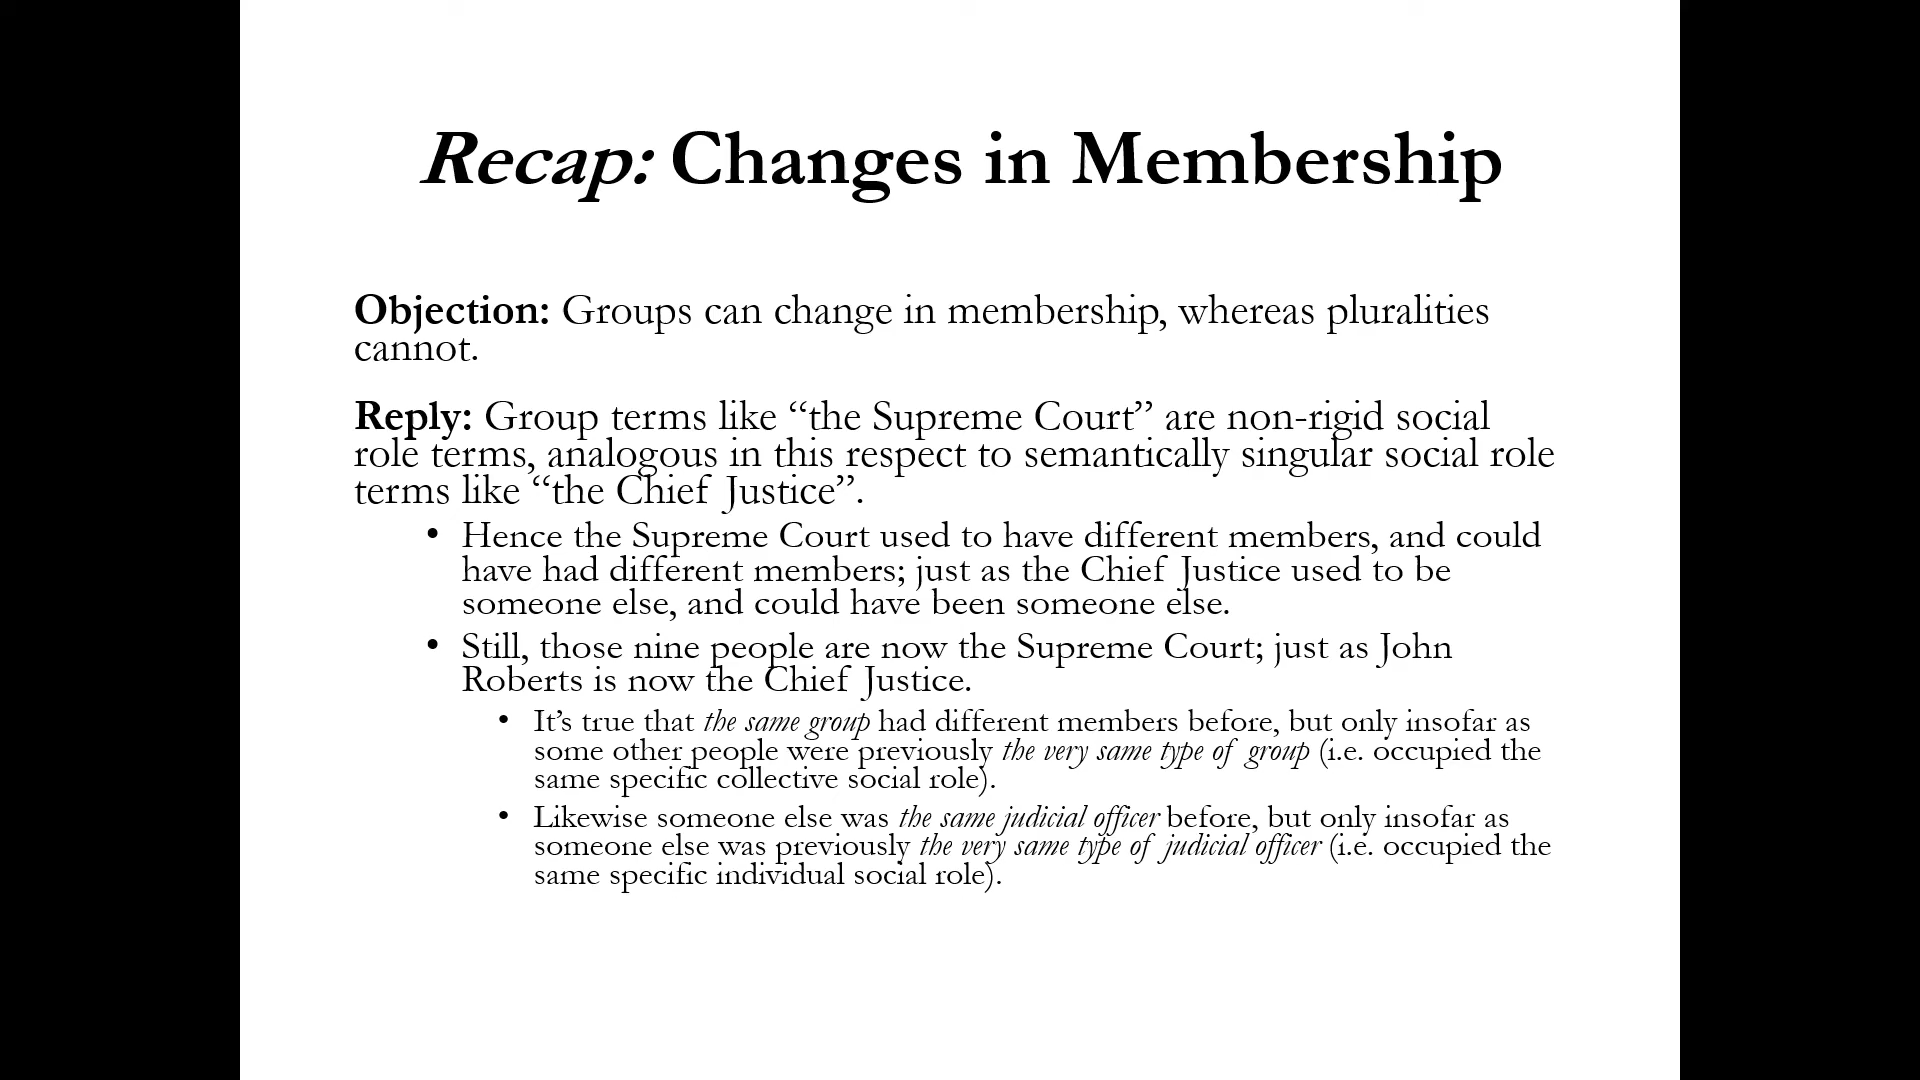 Recap: Changes in Membership
Objection: Groups can change in membership, whereas pluralities
cannot.
Reply: Group terms like “the Supreme Court” are non-rigid social
role terms, analogous in this respect to semantically singular social role
terms like “the Chief Justice”.
• Hence the Supreme Court used to have different members, and could
have had different members; just as the Chief Justice used to be
someone else, and could have been someone else.
• Still, those nine people are now the Supreme Court; just as John
Roberts is now the Chief Justice.
• It’s true that the same group had different members before, but only insofar as
some other people were previously the very same type of group (i.e. occupied the
same specific collective social role).
• Likewise someone else was the same judicial officer before, but only insofar as
someone else was previously the very same type of judicial officer (i.e. occupied the
same specific individual social role).